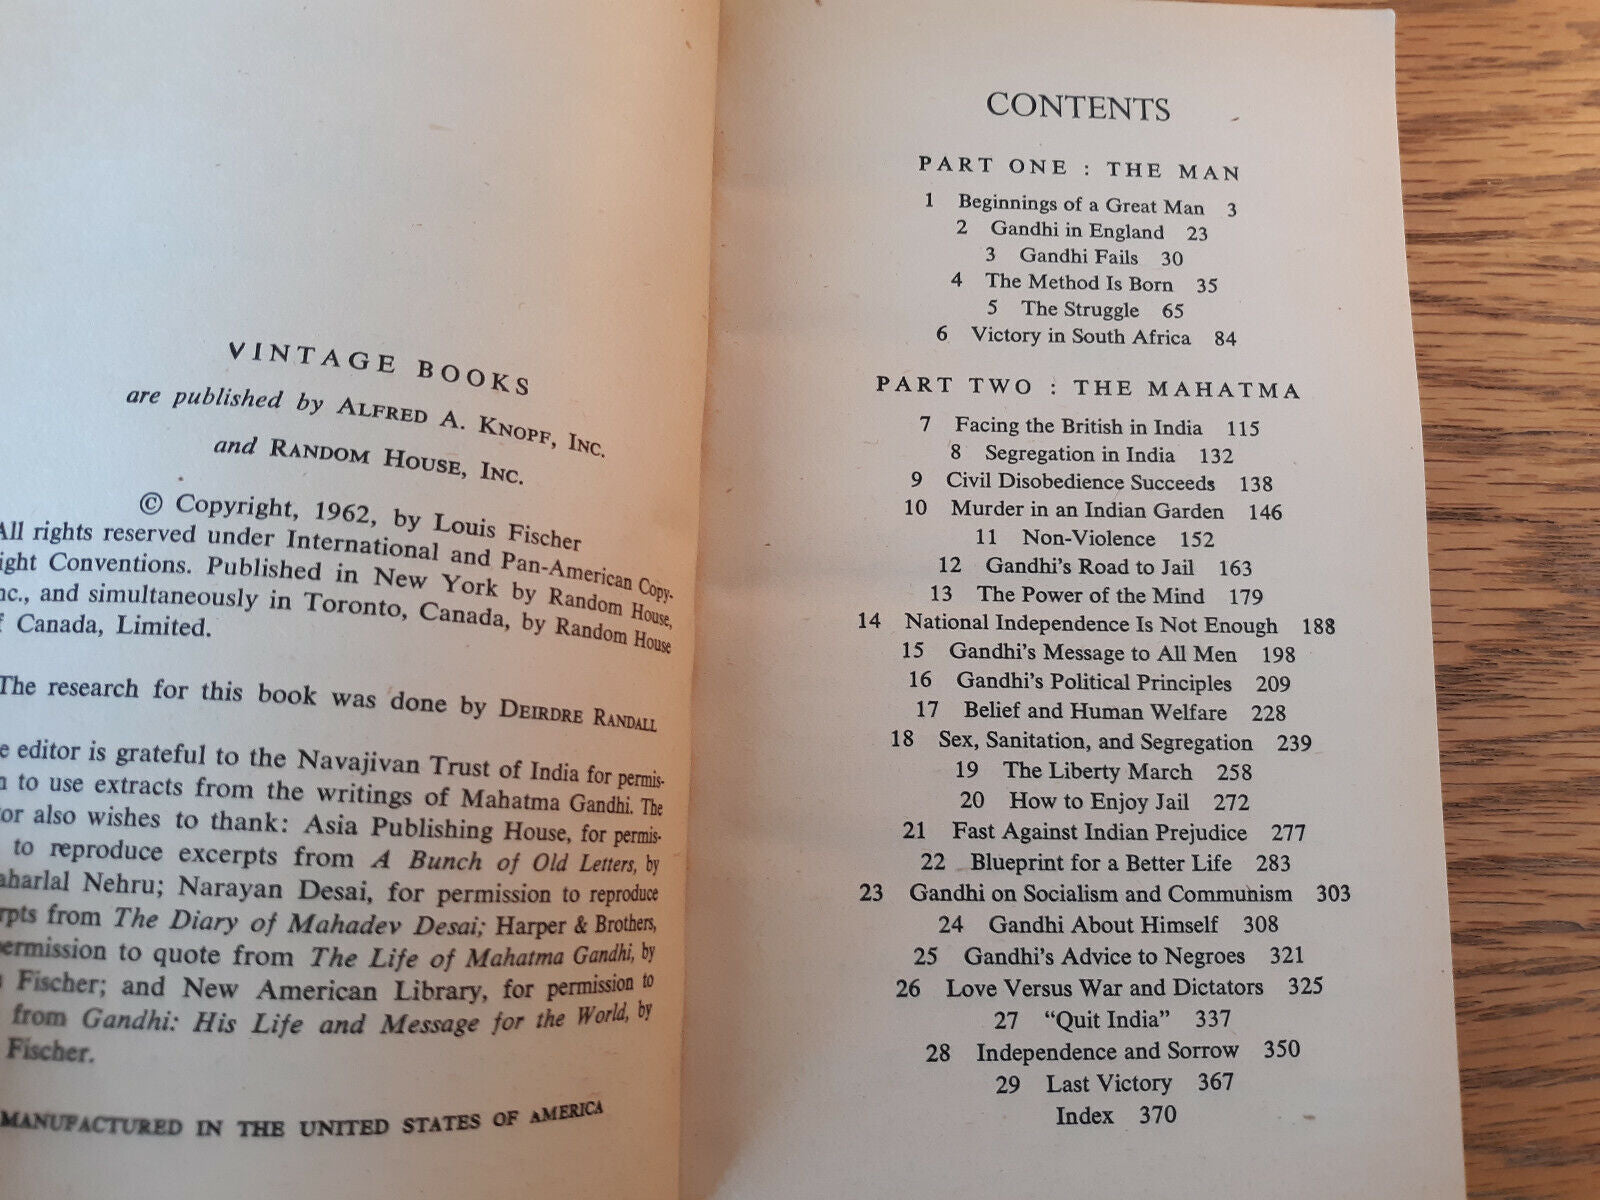 VINTAGE BOOKS
are published by ALFRED A. KNOPF, INC.
and RANDOM HOUSE, INC.
© Copyright, 1962, by Louis Fischer
All rights reserved under International and Pan-American Copy-
ight Conventions. Published in New York by Random House,
nc., and simultaneously in Toronto, Canada, by Random House
f Canada, Limited.
The research for this book was done by DEIRDRE RANDALL
e editor is grateful to the Navajivan Trust of India for permis-
n to use extracts from the writings of Mahatma Gandhi. The
or also wishes to thank: Asia Publishing House, for permis-
to reproduce excerpts from A Bunch of Old Letters, by
aharlal Nehru; Narayan Desai, for permission to reproduce
rpts from The Diary of Mahadev Desai; Harper & Brothers,
ermission to quote from The Life of Mahatma Gandhi, by
Fischer; and New American Library, for permission to
from Gandhi: His Life and Message for the World, by
Fischer.
MANUFACTURED IN THE UNITED STATES OF AMERICA
CONTENTS
PART ONE : THE MAN
1 Beginnings of a Great Man 3
2 Gandhi in England 23
3 Gandhi Fails 30
4 The Method Is Born 35
5 The Struggle 65
6 Victory in South Africa 84
PART TWO : THE MAHATMA
7 Facing the British in India 115
8 Segregation in India 132
9 Civil Disobedience Succeeds 138
10 Murder in an Indian Garden 146
11 Non-Violence 152
12 Gandhi's Road to Jail 163
13 The Power of the Mind 179
14 National Independence Is Not Enough 188
15 Gandhi's Message to All Men 198
16 Gandhi's Political Principles 209
17 Belief and Human Welfare 228
18 Sex, Sanitation, and Segregation 239
19 The Liberty March 258
20 How to Enjoy Jail 272
21 Fast Against Indian Prejudice 277
22 Blueprint for a Better Life 283
23 Gandhi on Socialism and Communism 303
24 Gandhi About Himself 308
25 Gandhi's Advice to Negroes 321
26 Love Versus War and Dictators 325
27 "Quit India" 337
28 Independence and Sorrow 350
29 Last Victory 367
Index 370